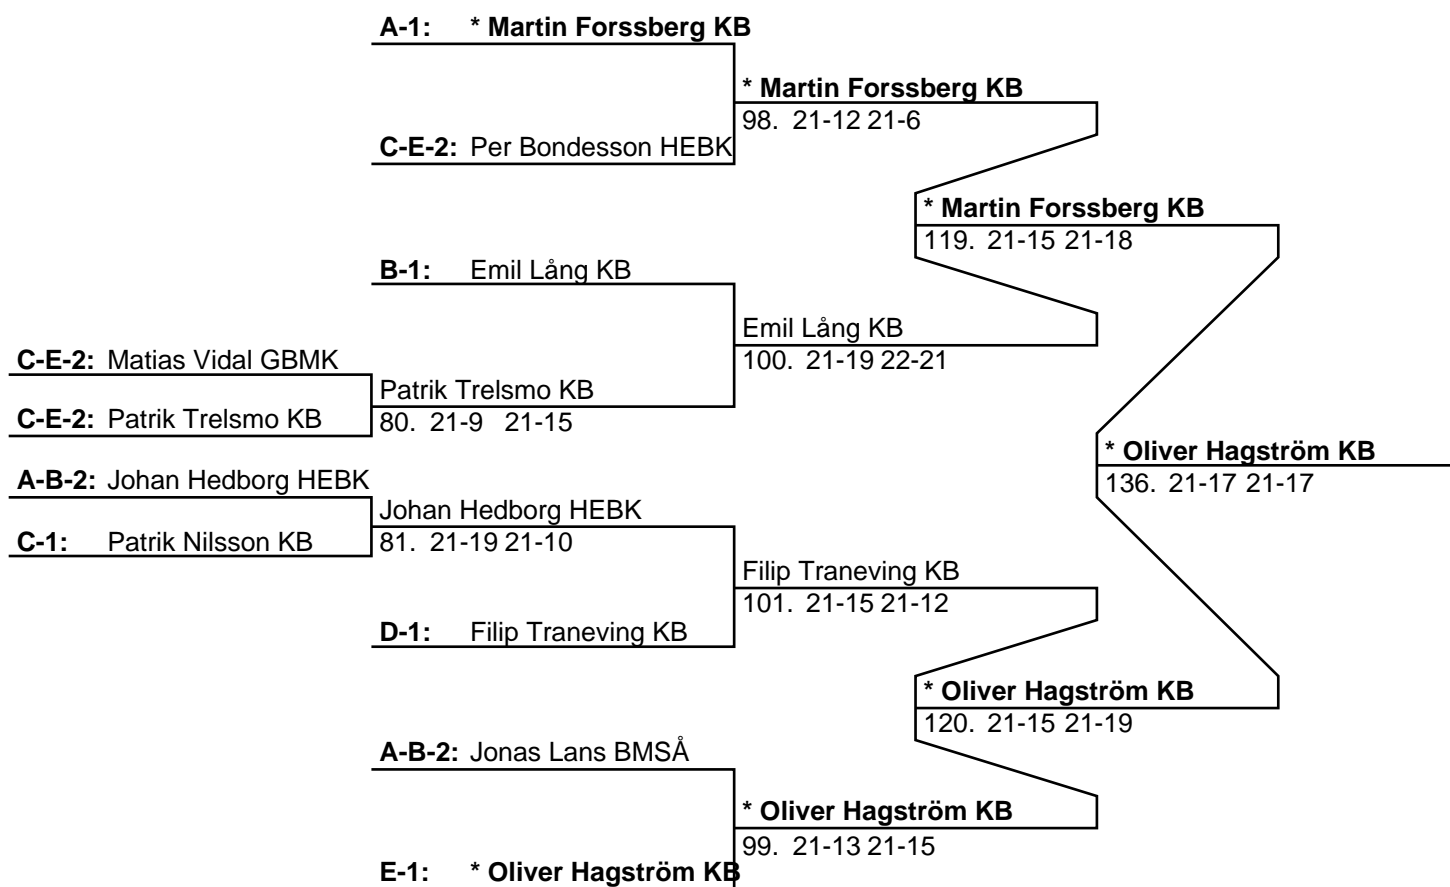 A-1: * Martin Forssberg KB
* Martin Forssberg KB
98. 21-12 21-6
C-E-2: Per Bondesson HEBK
* Martin Forssberg KB
119. 21-15 21-18
B-1: Emil Lång KB
Emil Lång KB
100. 21-19 22-21
C-E-2: Matias Vidal GBMK
Patrik Trelsmo KB
80. 21-9 21-15
C-E-2: Patrik Trelsmo KB
* Oliver Hagström KB
136. 21-17 21-17
A-B-2: Johan Hedborg HEBK
Johan Hedborg HEBK
81. 21-19 21-10
C-1: Patrik Nilsson KB
Filip Traneving KB
101. 21-15 21-12
D-1: Filip Traneving KB
* Oliver Hagström KB
120. 21-15 21-19
A-B-2: Jonas Lans BMSÅ
* Oliver Hagström KB
99. 21-13 21-15
E-1: * Oliver Hagström KB